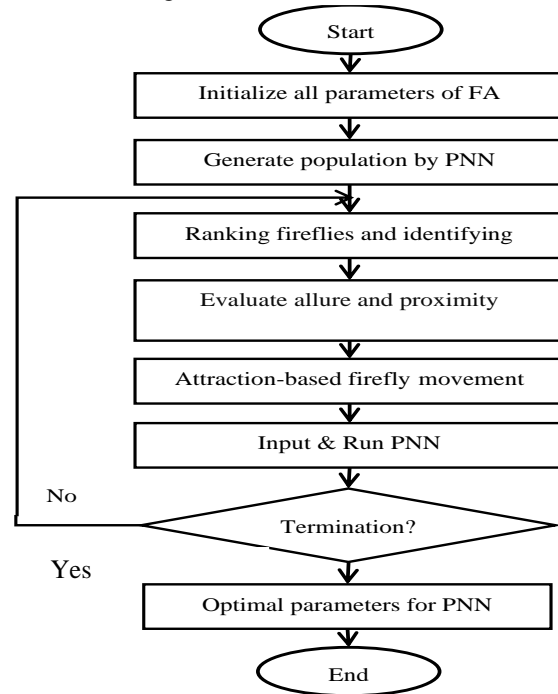 Start
Initialize all parameters of FA
Generate population by PNN
Ranking fireflies and identifying
Evaluate allure and proximity
Attraction-based firefly movement
Input & Run PNN
No
Termination?
Yes
Optimal parameters for PNN
End